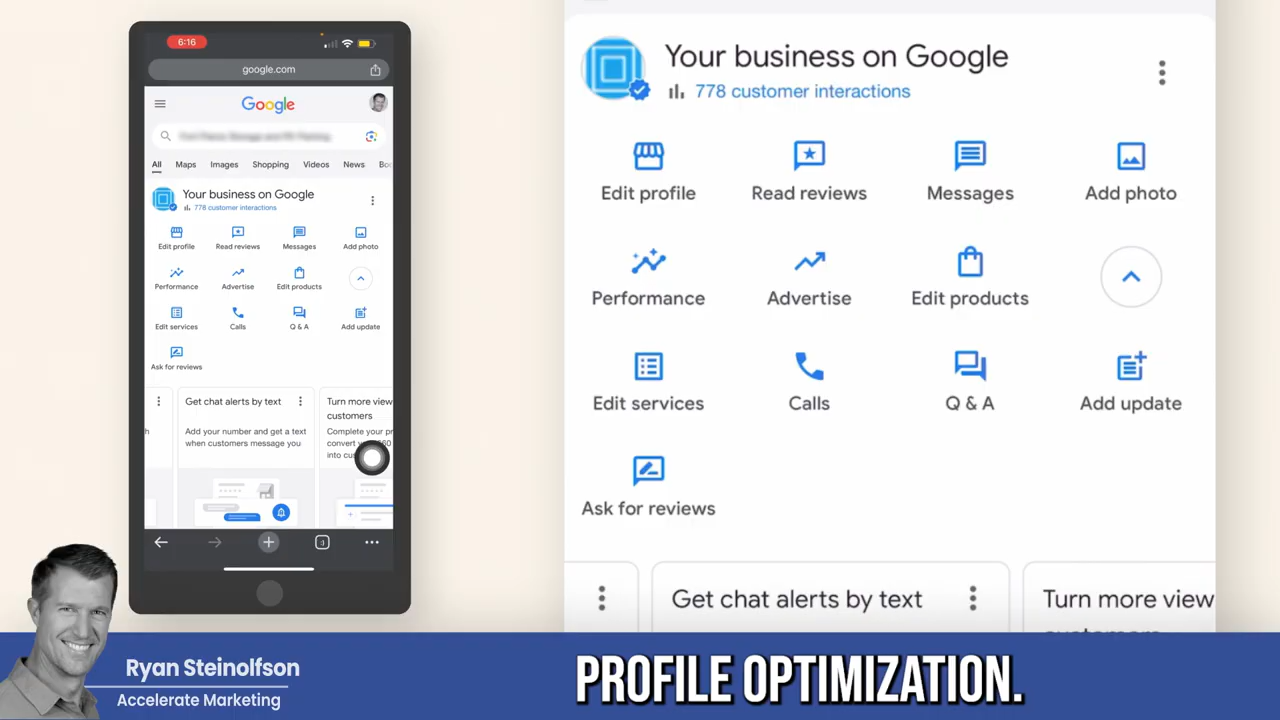 6:16
google.com
Google
All Maps Images Shopping Videos News
Your business on Google
778 customer interactions
Edit profile Read reviews Messages Add photo
Performance Advertise Edit products
Edit services Calls Q & A Add update
Ask for reviews
Get chat alerts by text
Add your number and get a text
when customers message you
Turn more view
customers
Complete your pr
convert
into
Your business on Google
778 customer interactions
Edit profile Read reviews Messages Add photo
Performance Advertise Edit products
Edit services Calls Q & A Add update
Ask for reviews
Get chat alerts by text
Turn more view
Ryan Steinolfson
Accelerate Marketing
PROFILE OPTIMIZATION.